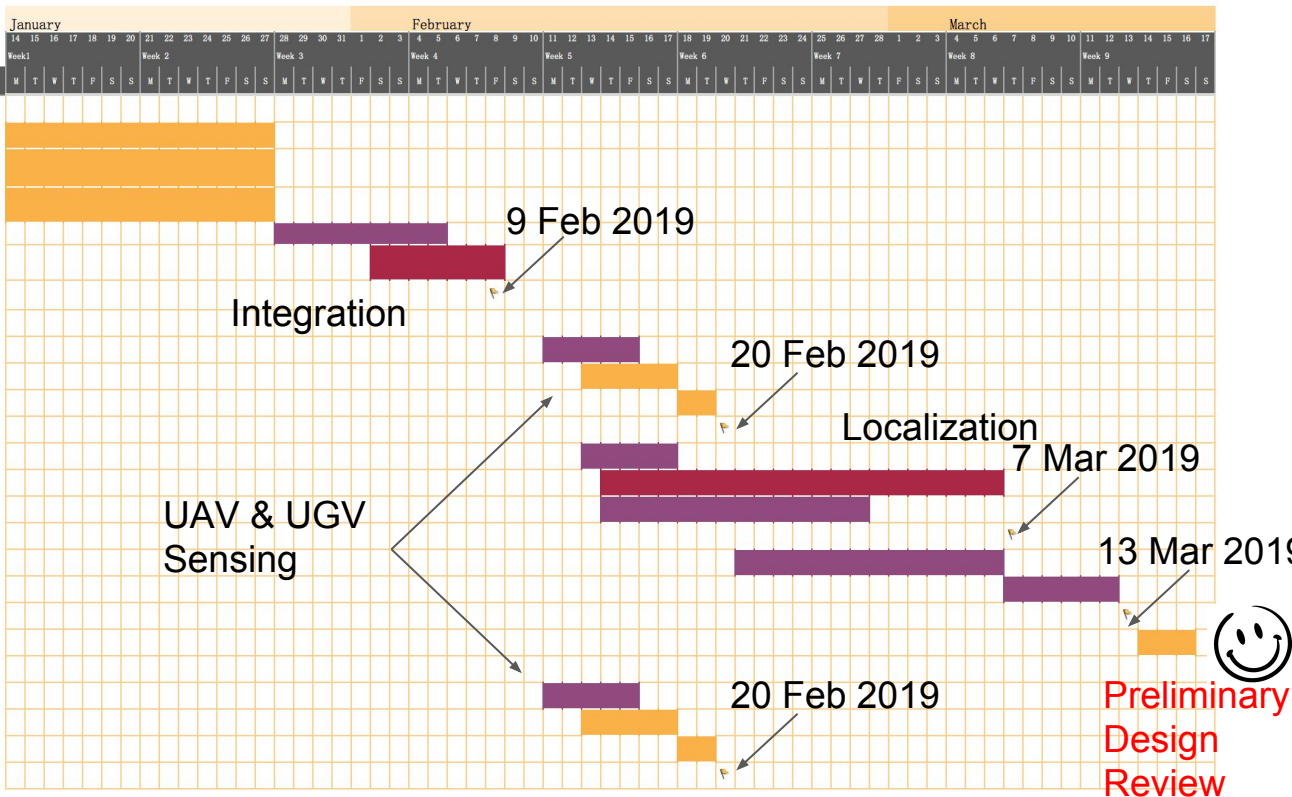 January February March
14 15 16 17 18 19 20 21 22 23 24 25 26 27 28 29 30 31 1 2 3 4 5 6 7 8 9 10 11 12 13 14 15 16 17 18 19 20 21 22 23 24 25 26 27 28 1 2 3 4 5 6 7 8 9 10 11 12 13 14 15 16 17
Week1 Week 2 Week 3 Week 4 Week 5 Week 6 Week 7 Week 8 Week 9
M T W T F S S M T W T F S S M T W T F S S M T W T F S S M T W T F S S M T W T F S S M T W T F S S M T W T F S S M T W T F S S
9 Feb 2019
Integration
20 Feb 2019
Localization
7 Mar 2019
UAV & UGV
Sensing
13 Mar 2019
20 Feb 2019
Preliminary
Design
Review